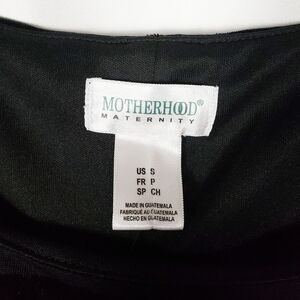 MOTHERHOOD®
MATERNITY
US S
FR P
SP CH
MADE IN GUATEMALA
FABRIQUÉ AU GUATEMALA
HECHO EN GUATEMALA